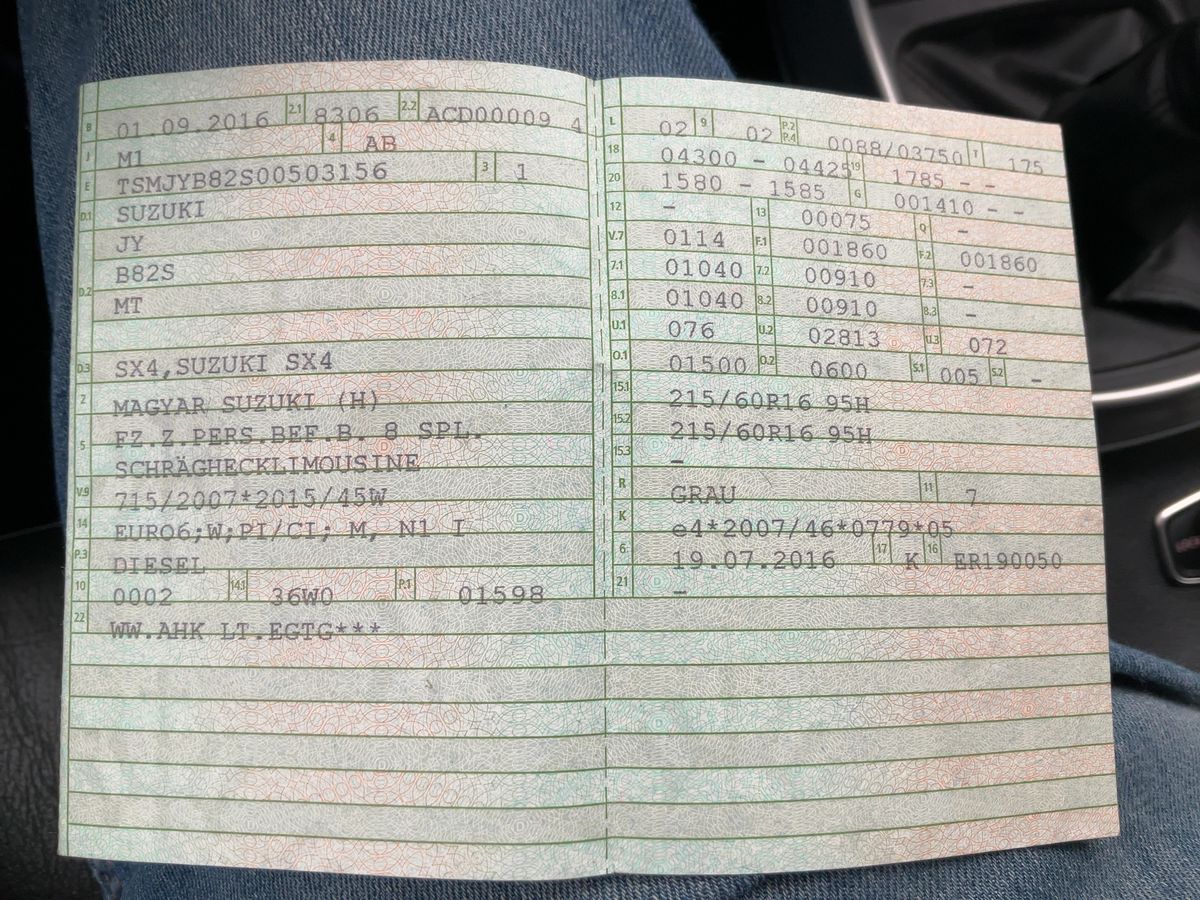 B 01.09.2016 2.1 8306 2.2 ACD00009 4
J M1 4 AB
E TSMJYB82S00503156 3 1
D.1 SUZUKI
JY
D.2 B82S
MT
D.3 SX4,SUZUKI SX4
2 MAGYAR SUZUKI (H)
5 FZ.Z.PERS.BEF.B. 8 SPL.
SCHRÄGHECKLIMOUSINE
V.9 715/2007*2015/45W
14 EURO6;W;PI/CI; M, N1 I
P.3 DIESEL
10 0002 14.1 36W0 P.1 01598
22 WW.AHK LT.EGTG***
L 02 9 02 P.2 P.4 0088/03750 T 175
18 04300 - 04425 19 1785 - -
20 1580 - 1585 G 001410 - -
12 - 13 00075 Q -
V.7 0114 F.1 001860 F.2 001860
7.1 01040 7.2 00910 7.3 -
8.1 01040 8.2 00910 8.3 -
U.1 076 U.2 02813 U.3 072
O.1 01500 O.2 0600 S.1 005 S.2 -
15.1 215/60R16 95H
15.2 215/60R16 95H
15.3 -
R GRAU 11 7
K e4*2007/46*0779*05
6 19.07.2016 17 K 16 ER190050
21 -